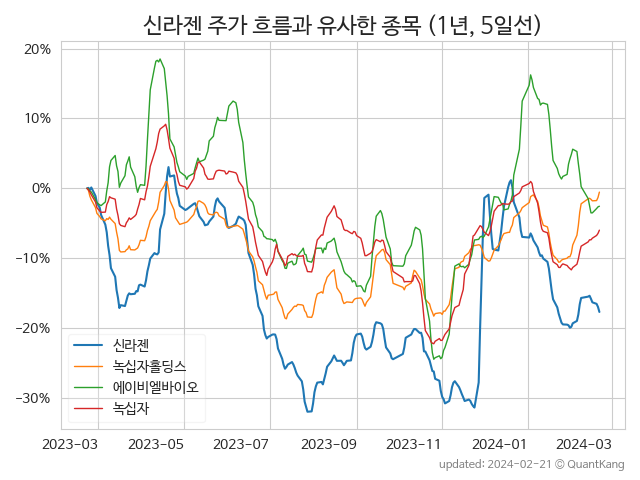 신라젠 주가 흐름과 유사한 종목 (1년, 5일선)
20%
10%
0%
−10%
−20%
−30%
신라젠
녹십자홀딩스
에이비엘바이오
녹십자
2023-03 2023-05 2023-07 2023-09 2023-11 2024-01 2024-03
updated: 2024-02-21 © QuantKang